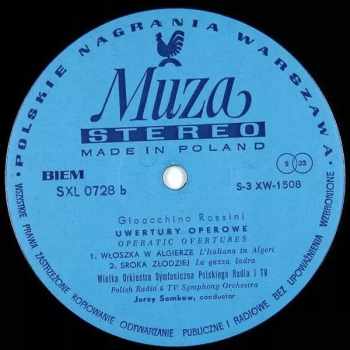 • POLSKIE NAGRANIA WARSZAWA •
Muza
STEREO
MADE IN POLAND
BIEM
SXL 0728 b
S 33
S-3 XW-1508
Gioacchino Rossini
UWERTURY OPEROWE
OPERATIC OVERTURES
1. WŁOSZKA W ALGIERZE L'Italiana in Algeri
2. SROKA ZŁODZIEJ La gazza ladra
Wielka Orkiestra Symfoniczna Polskiego Radia i TV
Polish Radio & TV Symphony Orchestra
Jerzy Semkow, conductor
WSZYSTKIE PRAWA ZASTRZEŻONE KOPIOWANIE ODTWARZANIE PUBLICZNE I RADIOWE BEZ UPOWAŻNIENIA WZBRONIONE